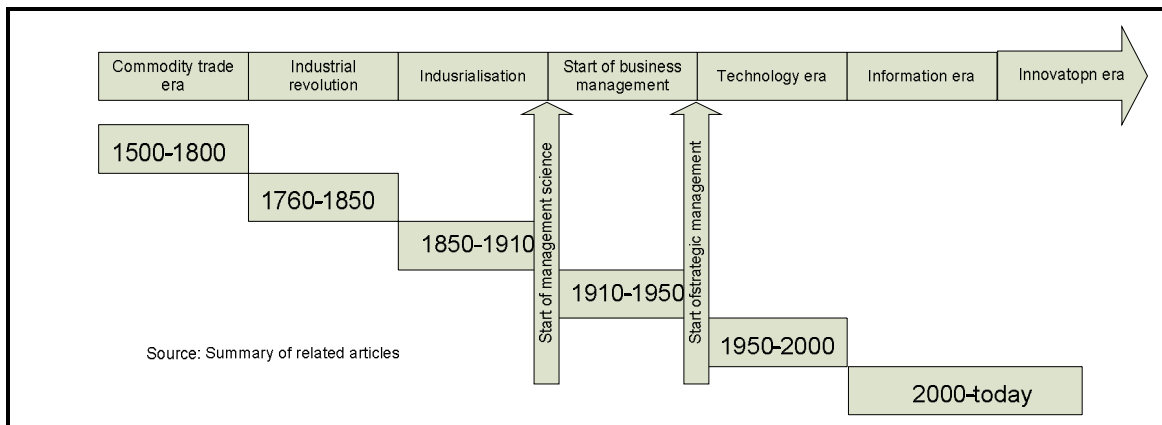 Commodity trade
era
Industrial
revolution
Indusrialisation
Start of business
management
Technology era
Information era
Innovatopn era
1500-1800
1760-1850
1850-1910
Start of management science
1910-1950
Start ofstrategic management
1950-2000
Source: Summary of related articles
2000-today